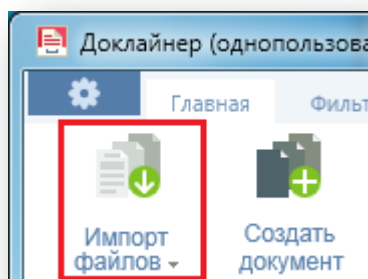 Доклайнер (однопользова
Главная Фильт
Импорт
файлов
Создать
документ